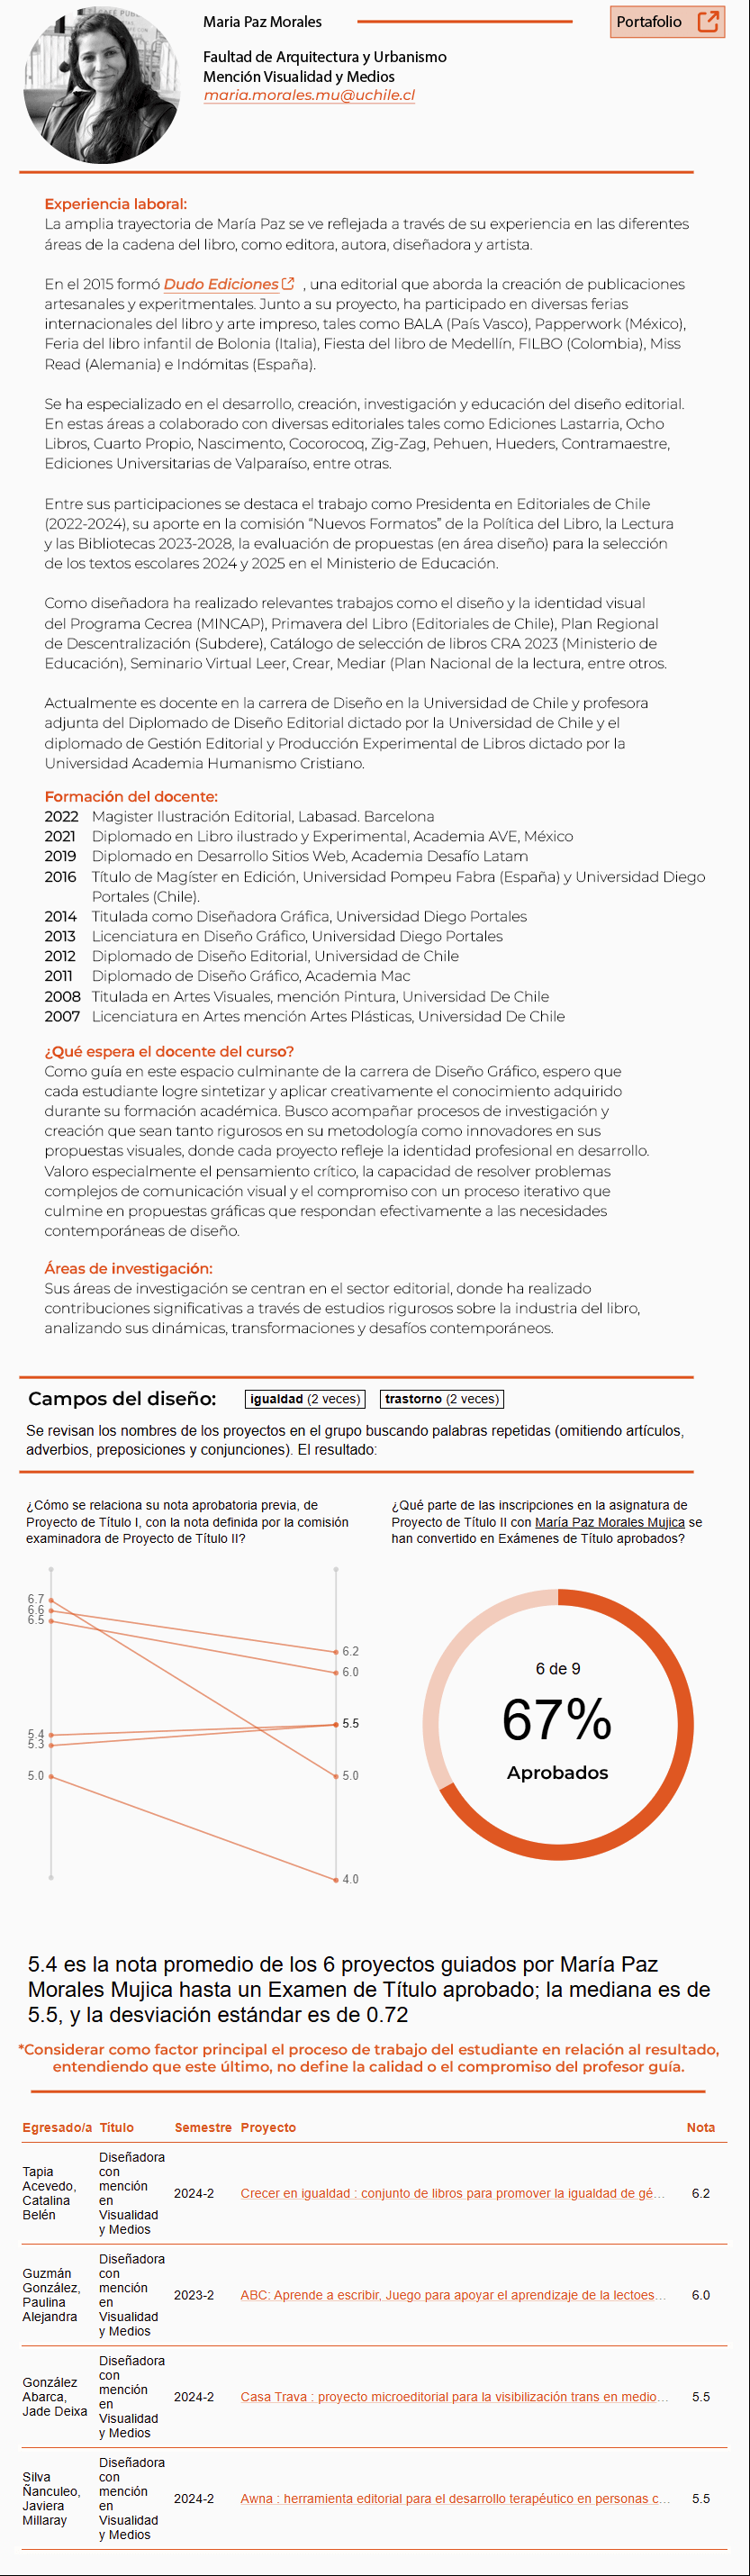 Maria Paz Morales
Portafolio
Faultad de Arquitectura y Urbanismo
Mención Visualidad y Medios
maria.morales.mu@uchile.cl
Experiencia laboral:
La amplia trayectoria de María Paz se ve reflejada a través de su experiencia en las diferentes
áreas de la cadena del libro, como editora, autora, diseñadora y artista.
En el 2015 formó Dudo Ediciones , una editorial que aborda la creación de publicaciones
artesanales y experitmentales. Junto a su proyecto, ha participado en diversas ferias
internacionales del libro y arte impreso, tales como BALA (País Vasco), Papperwork (México),
Feria del libro infantil de Bolonia (Italia), Fiesta del libro de Medellín, FILBO (Colombia), Miss
Read (Alemania) e Indómitas (España).
Se ha especializado en el desarrollo, creación, investigación y educación del diseño editorial.
En estas áreas a colaborado con diversas editoriales tales como Ediciones Lastarria, Ocho
Libros, Cuarto Propio, Nascimento, Cocorocoq, Zig-Zag, Pehuen, Hueders, Contramaestre,
Ediciones Universitarias de Valparaíso, entre otras.
Entre sus participaciones se destaca el trabajo como Presidenta en Editoriales de Chile
(2022-2024), su aporte en la comisión “Nuevos Formatos” de la Política del Libro, la Lectura
y las Bibliotecas 2023-2028, la evaluación de propuestas (en área diseño) para la selección
de los textos escolares 2024 y 2025 en el Ministerio de Educación.
Como diseñadora ha realizado relevantes trabajos como el diseño y la identidad visual
del Programa Cecrea (MINCAP), Primavera del Libro (Editoriales de Chile), Plan Regional
de Descentralización (Subdere), Catálogo de selección de libros CRA 2023 (Ministerio de
Educación), Seminario Virtual Leer, Crear, Mediar (Plan Nacional de la lectura, entre otros.
Actualmente es docente en la carrera de Diseño en la Universidad de Chile y profesora
adjunta del Diplomado de Diseño Editorial dictado por la Universidad de Chile y el
diplomado de Gestión Editorial y Producción Experimental de Libros dictado por la
Universidad Academia Humanismo Cristiano.
Formación del docente:
2022 Magister Ilustración Editorial, Labasad. Barcelona
2021 Diplomado en Libro ilustrado y Experimental, Academia AVE, México
2019 Diplomado en Desarrollo Sitios Web, Academia Desafío Latam
2016 Título de Magíster en Edición, Universidad Pompeu Fabra (España) y Universidad Diego
Portales (Chile).
2014 Titulada como Diseñadora Gráfica, Universidad Diego Portales
2013 Licenciatura en Diseño Gráfico, Universidad Diego Portales
2012 Diplomado de Diseño Editorial, Universidad de Chile
2011 Diplomado de Diseño Gráfico, Academia Mac
2008 Titulada en Artes Visuales, mención Pintura, Universidad De Chile
2007 Licenciatura en Artes mención Artes Plásticas, Universidad De Chile
¿Qué espera el docente del curso?
Como guía en este espacio culminante de la carrera de Diseño Gráfico, espero que
cada estudiante logre sintetizar y aplicar creativamente el conocimiento adquirido
durante su formación académica. Busco acompañar procesos de investigación y
creación que sean tanto rigurosos en su metodología como innovadores en sus
propuestas visuales, donde cada proyecto refleje la identidad profesional en desarrollo.
Valoro especialmente el pensamiento crítico, la capacidad de resolver problemas
complejos de comunicación visual y el compromiso con un proceso iterativo que
culmine en propuestas gráficas que respondan efectivamente a las necesidades
contemporáneas de diseño.
Áreas de investigación:
Sus áreas de investigación se centran en el sector editorial, donde ha realizado
contribuciones significativas a través de estudios rigurosos sobre la industria del libro,
analizando sus dinámicas, transformaciones y desafíos contemporáneos.
Campos del diseño: igualdad (2 veces) trastorno (2 veces)
Se revisan los nombres de los proyectos en el grupo buscando palabras repetidas (omitiendo artículos,
adverbios, preposiciones y conjunciones). El resultado:
¿Cómo se relaciona su nota aprobatoria previa, de
Proyecto de Título I, con la nota definida por la comisión
examinadora de Proyecto de Título II?
6.7
6.6
6.5
5.4
5.3
5.0
6.2
6.0
5.5
5.0
4.0
¿Qué parte de las inscripciones en la asignatura de
Proyecto de Título II con María Paz Morales Mujica se
han convertido en Exámenes de Título aprobados?
6 de 9
67%
Aprobados
5.4 es la nota promedio de los 6 proyectos guiados por María Paz
Morales Mujica hasta un Examen de Título aprobado; la mediana es de
5.5, y la desviación estándar es de 0.72
*Considerar como factor principal el proceso de trabajo del estudiante en relación al resultado,
entendiendo que este último, no define la calidad o el compromiso del profesor guía.
Egresado/a Título Semestre Proyecto Nota
Tapia
Acevedo,
Catalina
Belén
Diseñadora
con
mención
en
Visualidad
y Medios
2024-2
Crecer en igualdad : conjunto de libros para promover la igualdad de gé…
6.2
Guzmán
González,
Paulina
Alejandra
Diseñadora
con
mención
en
Visualidad
y Medios
2023-2
ABC: Aprende a escribir, Juego para apoyar el aprendizaje de la lectoes…
6.0
González
Abarca,
Jade Deixa
Diseñadora
con
mención
en
Visualidad
y Medios
2024-2
Casa Trava : proyecto microeditorial para la visibilización trans en medio…
5.5
Silva
Ñanculeo,
Javiera
Millaray
Diseñadora
con
mención
en
Visualidad
y Medios
2024-2
Awna : herramienta editorial para el desarrollo terapéutico en personas c…
5.5